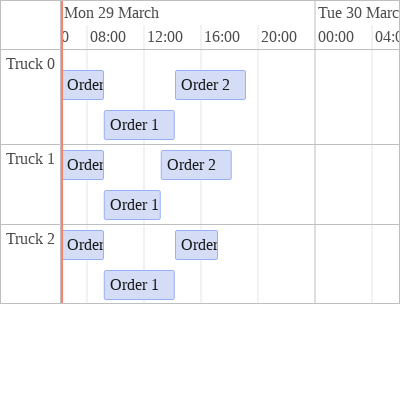 Mon 29 March Tue 30 Marc
0 08:00 12:00 16:00 20:00 00:00 04:0
Truck 0
Order Order 2
Order 1
Truck 1
Order Order 2
Order 1
Truck 2
Order Order
Order 1